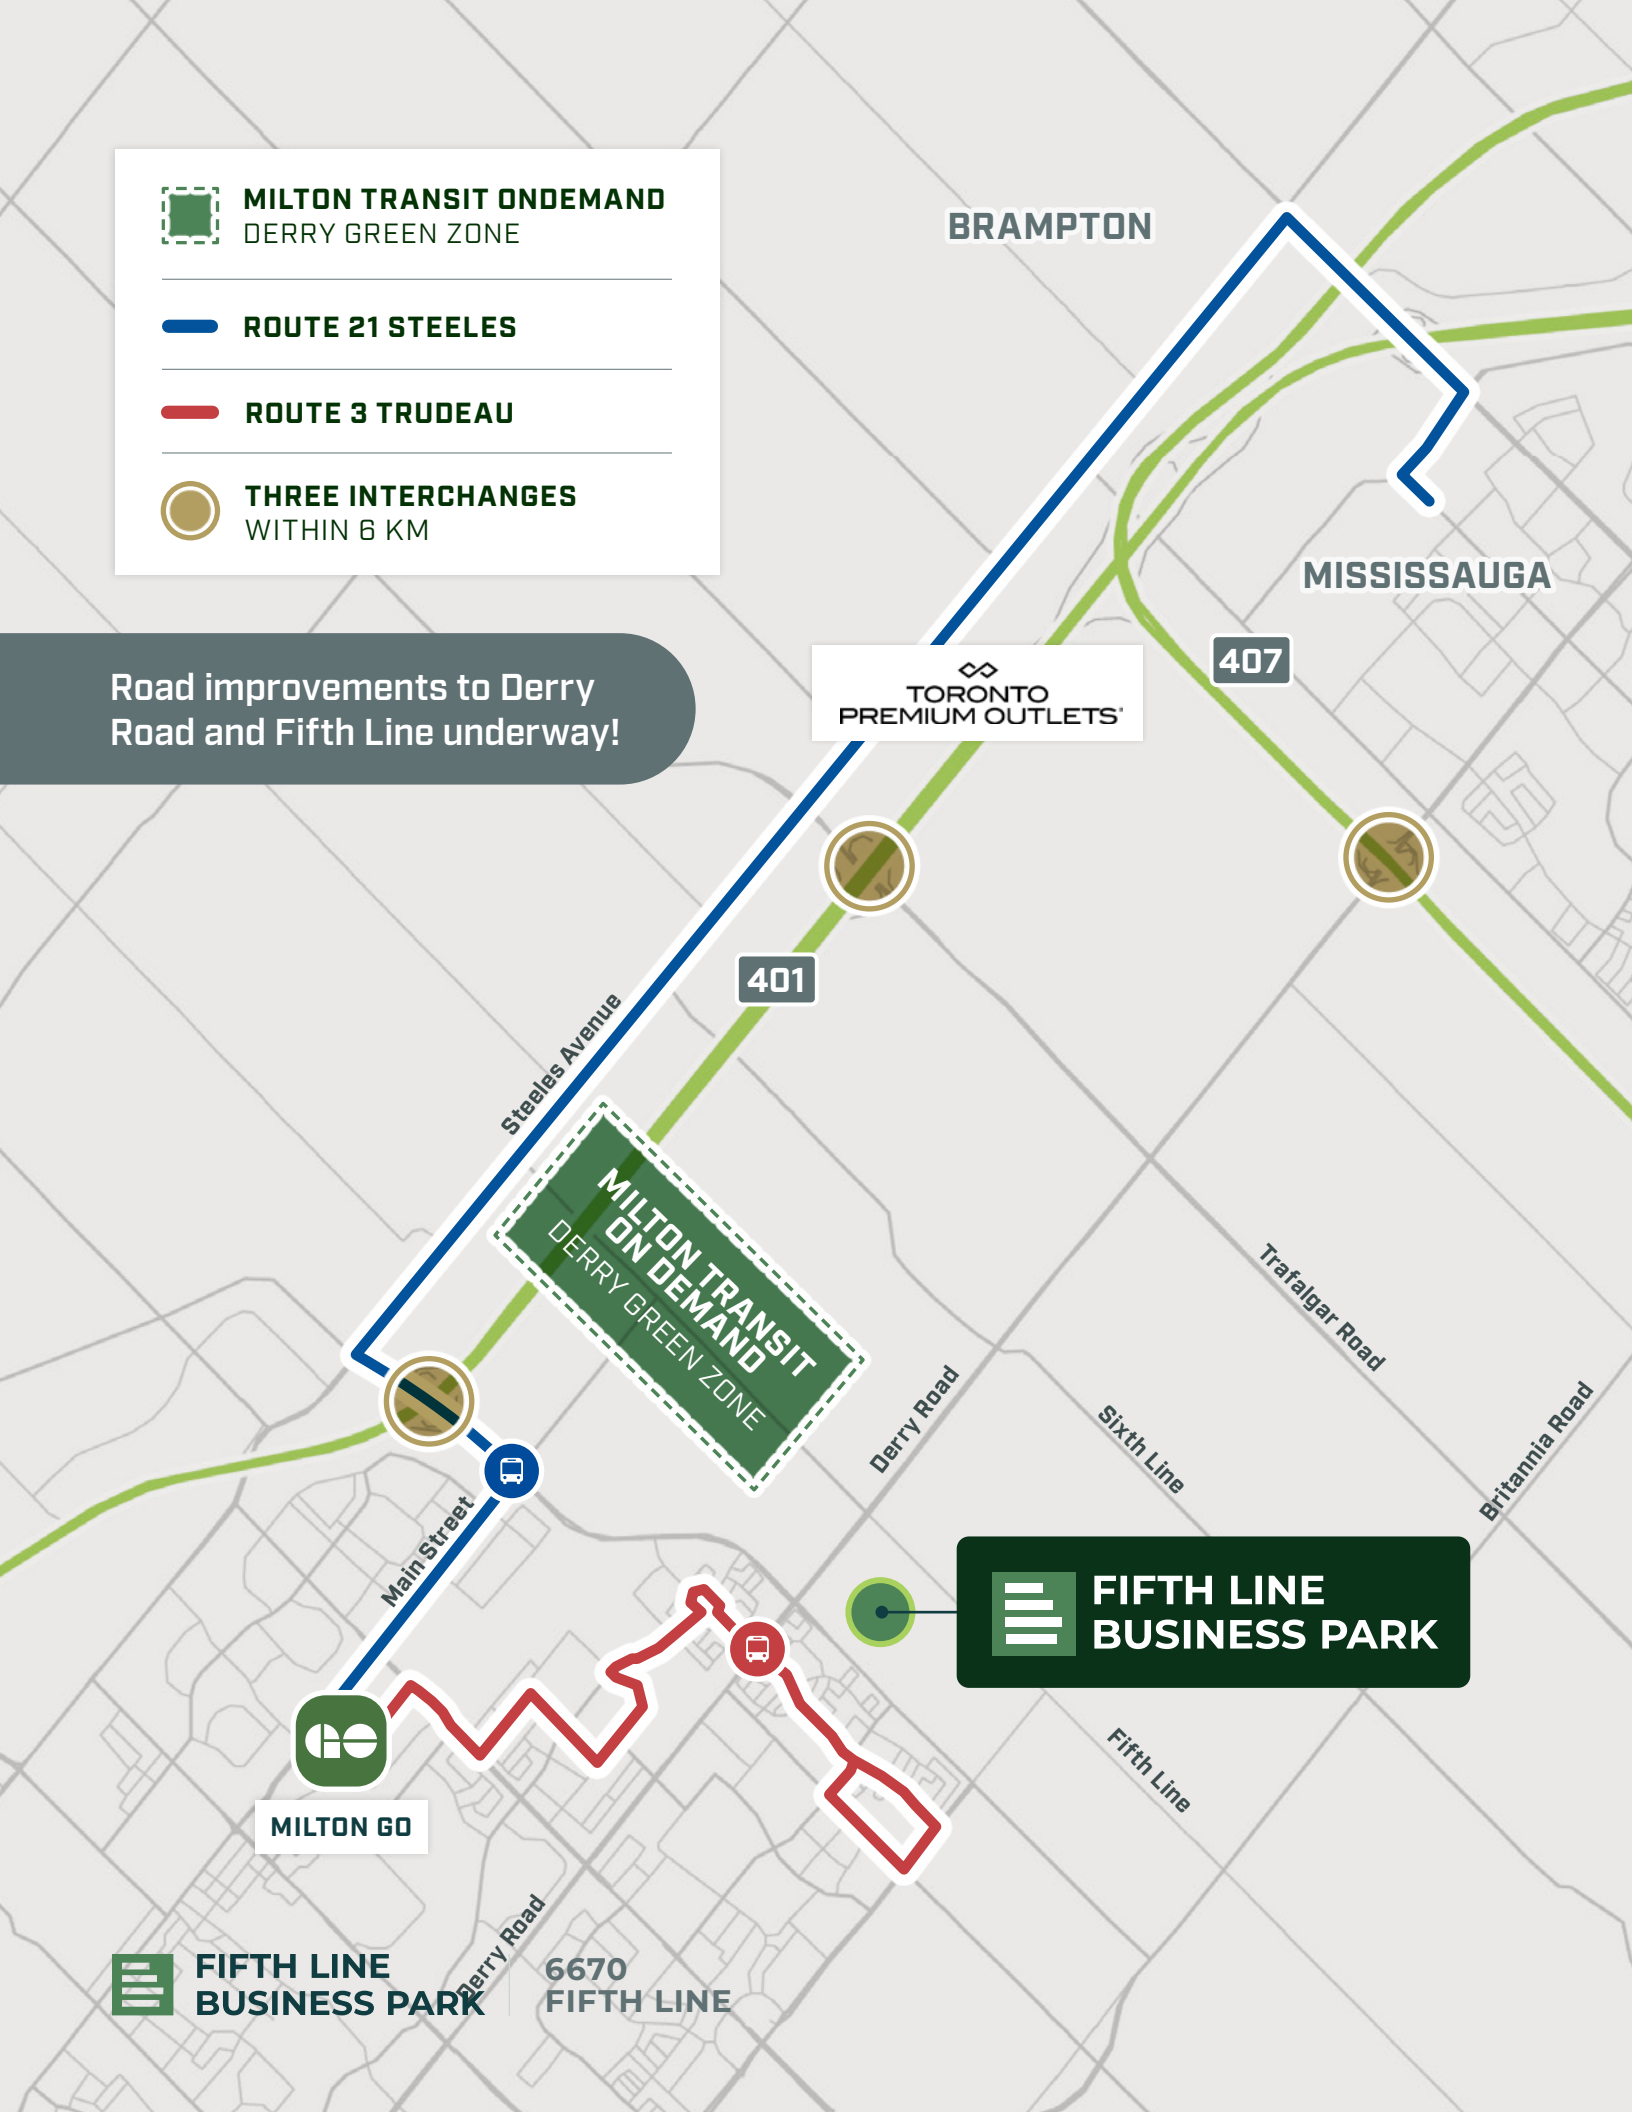 MILTON TRANSIT ONDEMAND
DERRY GREEN ZONE
ROUTE 21 STEELES
ROUTE 3 TRUDEAU
THREE INTERCHANGES
WITHIN 6 KM
BRAMPTON
MISSISSAUGA
Road improvements to Derry
Road and Fifth Line underway!
407
TORONTO
PREMIUM OUTLETS®
401
Steeles Avenue
MILTON TRANSIT
ON DEMAND
DERRY GREEN ZONE
Trafalgar Road
Derry Road
Sixth Line
Britannia Road
Main Street
FIFTH LINE
BUSINESS PARK
GO
MILTON GO
Fifth Line
Derry Road
FIFTH LINE
BUSINESS PARK
6670
FIFTH LINE